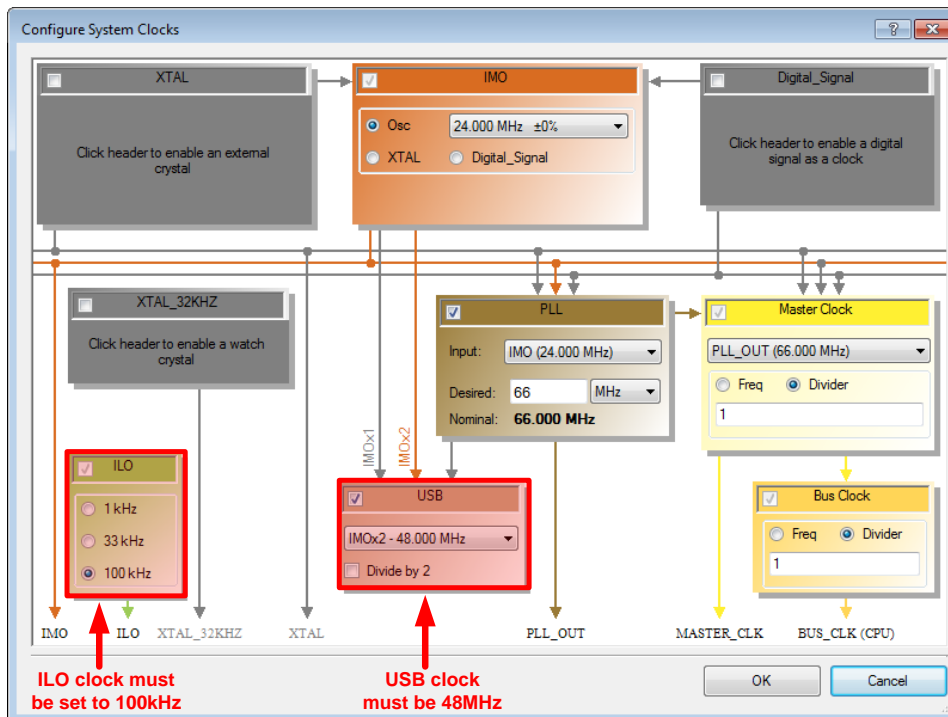 Configure System Clocks
XTAL
Click header to enable an external
crystal
IMO
Osc
24.000 MHz ±0%
XTAL
Digital_Signal
Digital_Signal
Click header to enable a digital
signal as a clock
XTAL_32KHZ
Click header to enable a watch
crystal
PLL
Input:
IMO (24.000 MHz)
Desired:
66
MHz
Nominal:
66.000 MHz
Master Clock
PLL_OUT (66.000 MHz)
Freq
Divider
1
IMOx1
IMOx2
ILO
1 kHz
33 kHz
100 kHz
USB
IMOx2 - 48.000 MHz
Divide by 2
Bus Clock
Freq
Divider
1
IMO
ILO
XTAL_32KHZ
XTAL
PLL_OUT
MASTER_CLK
BUS_CLK (CPU)
ILO clock must
be set to 100kHz
USB clock
must be 48MHz
OK
Cancel